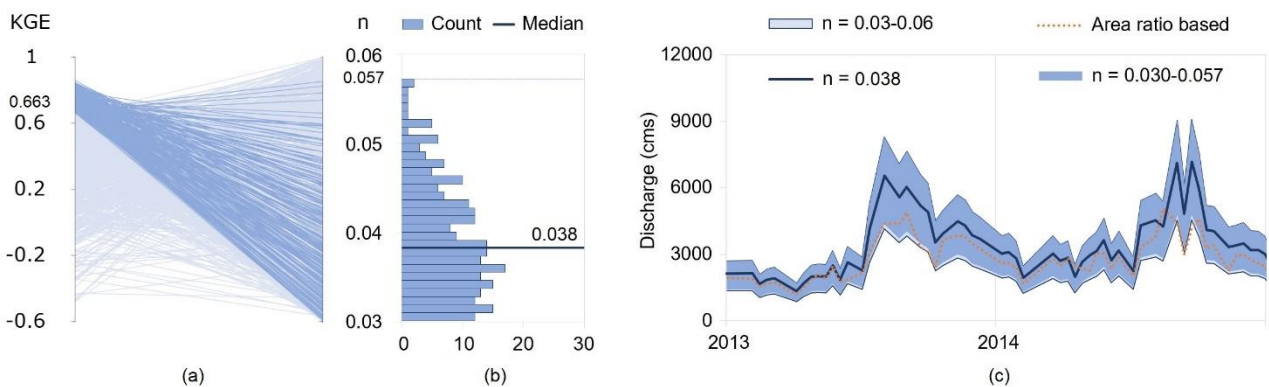 KGE
1
0.663
0.6
0.2
-0.2
-0.6
(a)
n Count Median
0.06
0.057
0.05
0.04
0.03
0.038
0 10 20 30
(b)
n = 0.03-0.06 Area ratio based
n = 0.038 n = 0.030-0.057
Discharge (cms)
12000
9000
6000
3000
0
2013 2014
(c)